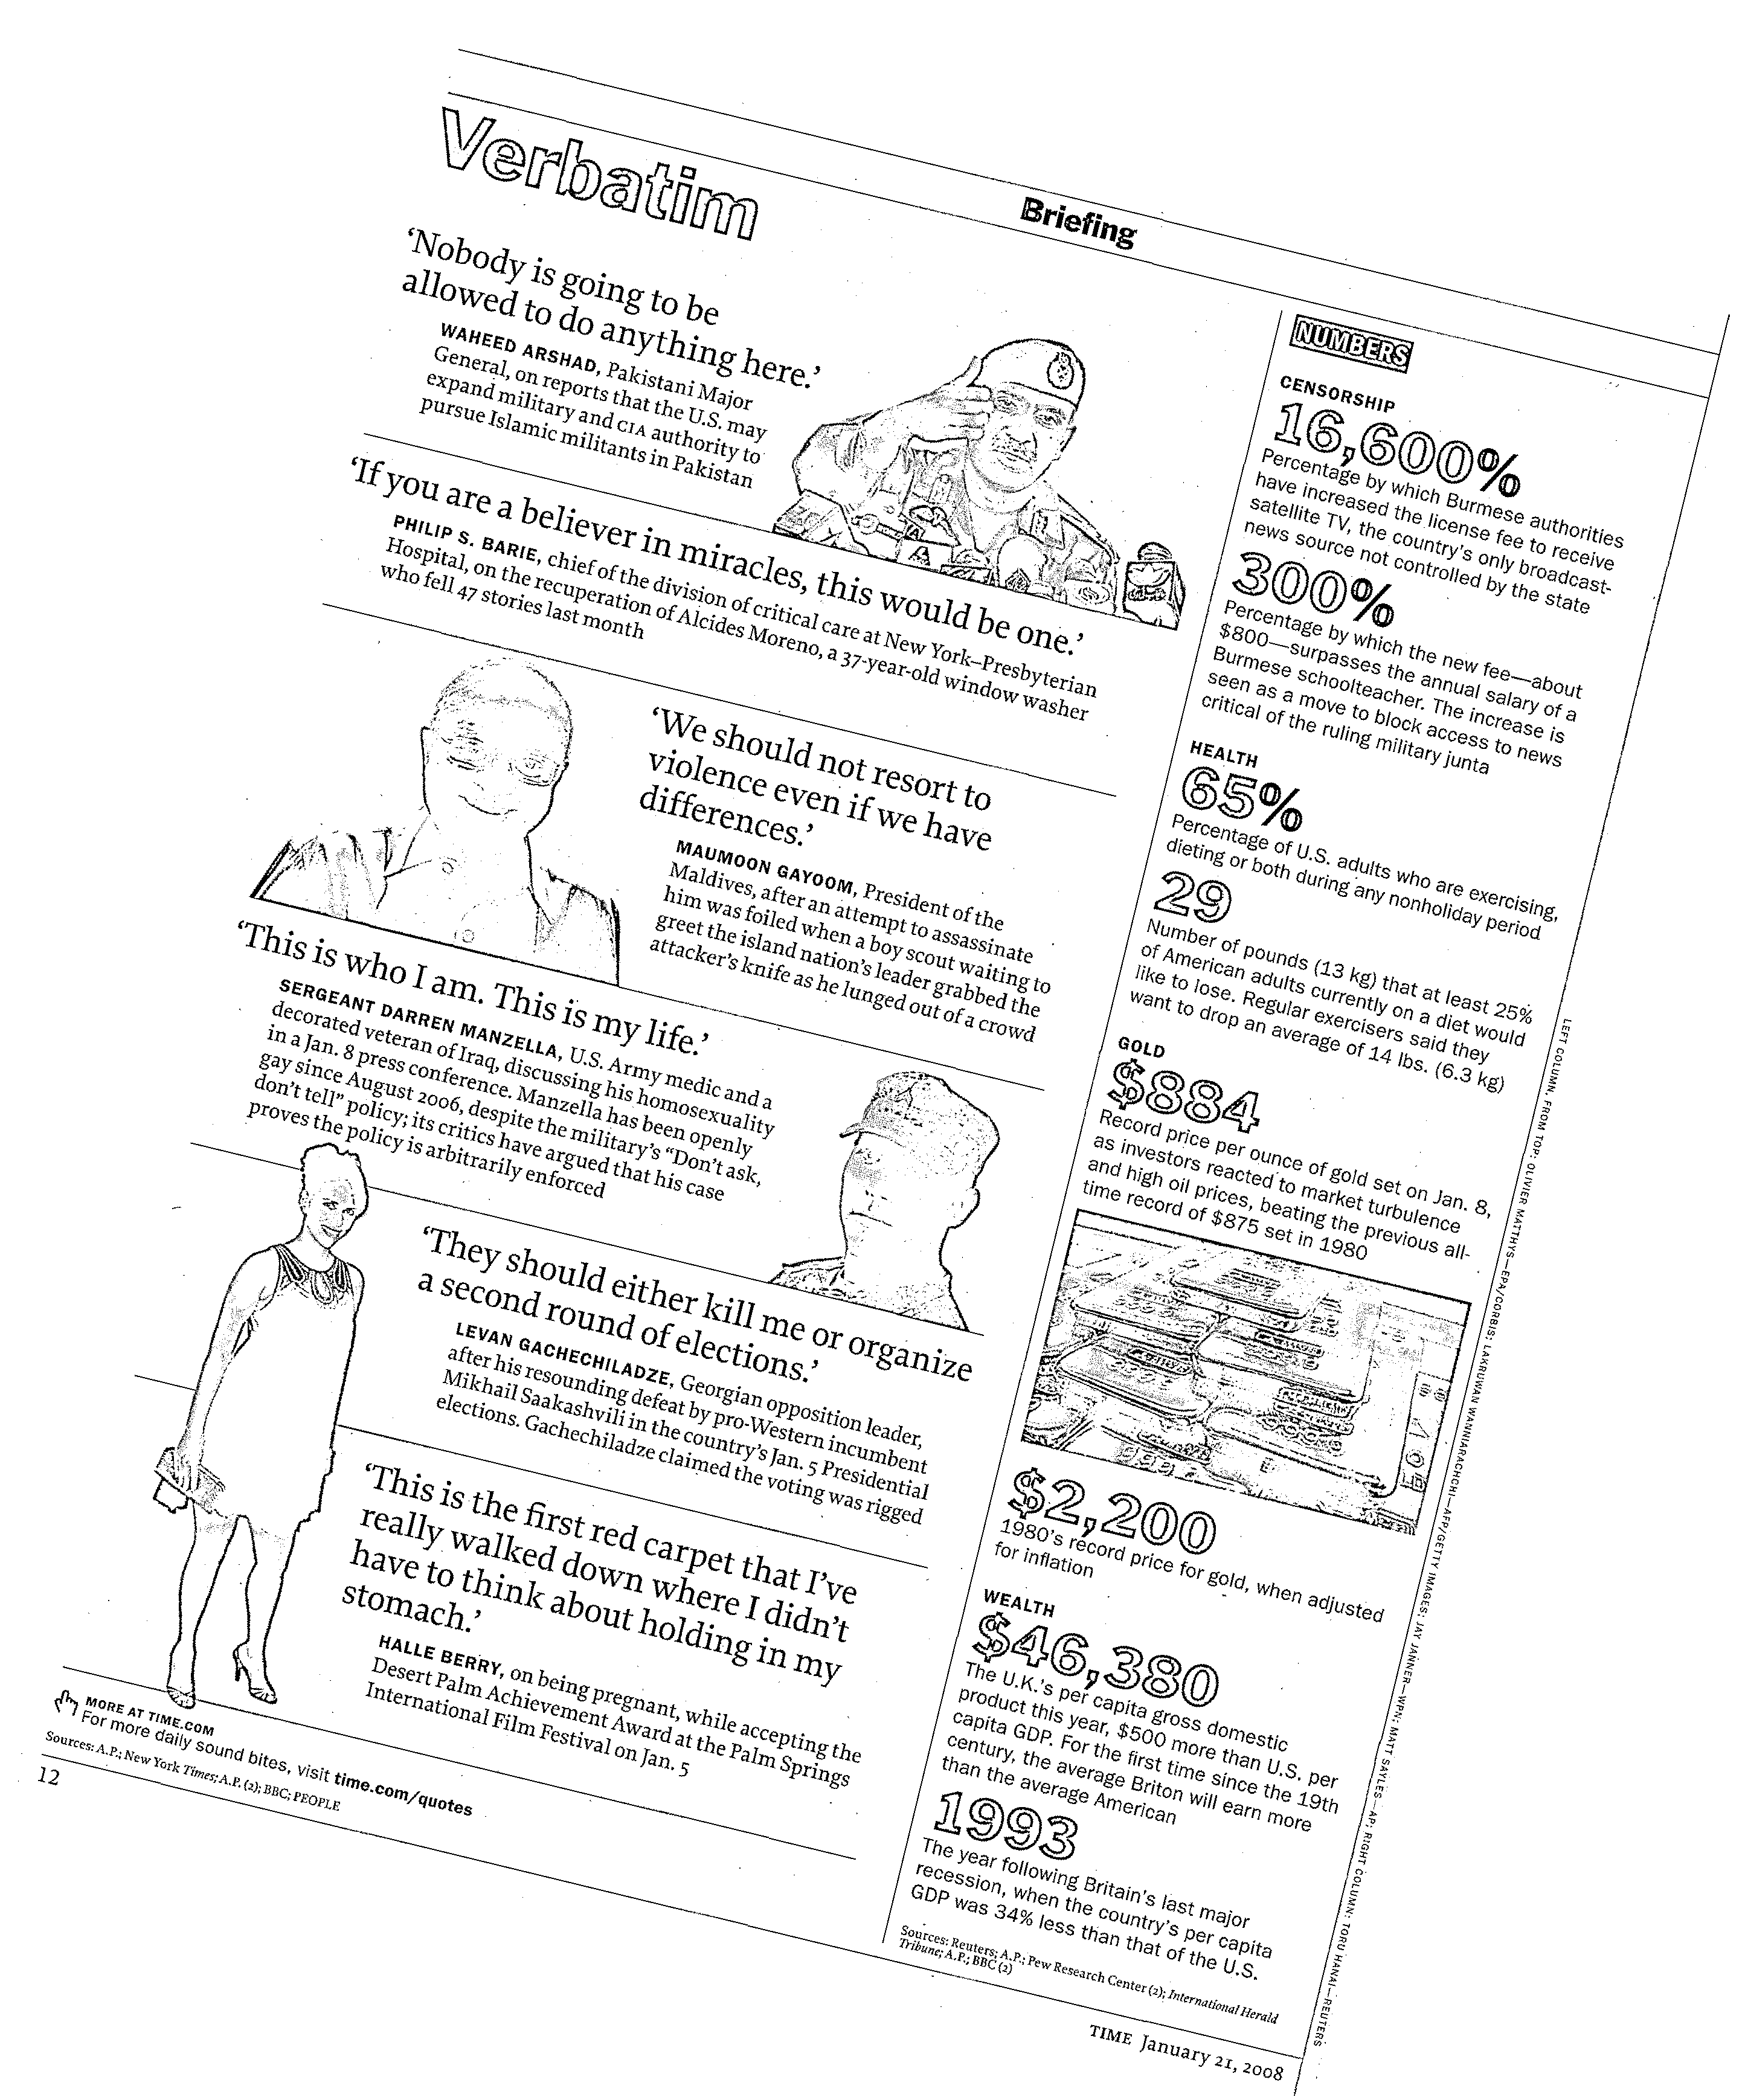 Briefing
Verbatim
‘Nobody is going to be
allowed to do anything here.’
WAHEED ARSHAD, Pakistani Major
General, on reports that the U.S. may
expand military and CIA authority to
pursue Islamic militants in Pakistan
‘If you are a believer in miracles, this would be one.’
PHILIP S. BARIE, chief of the division of critical care at New York–Presbyterian
Hospital, on the recuperation of Alcides Moreno, a 37-year-old window washer
who fell 47 stories last month
‘We should not resort to
violence even if we have
differences.’
MAUMOON GAYOOM, President of the
Maldives, after an attempt to assassinate
him was foiled when a boy scout waiting to
greet the island nation's leader grabbed the
attacker's knife as he lunged out of a crowd
‘This is who I am. This is my life.’
SERGEANT DARREN MANZELLA, U.S. Army medic and a
decorated veteran of Iraq, discussing his homosexuality
in a Jan. 8 press conference. Manzella has been openly
gay since August 2006, despite the military's “Don't ask,
don't tell” policy; its critics have argued that his case
proves the policy is arbitrarily enforced
‘They should either kill me or organize
a second round of elections.’
LEVAN GACHECHILADZE, Georgian opposition leader,
after his resounding defeat by pro-Western incumbent
Mikhail Saakashvili in the country's Jan. 5 Presidential
elections. Gachechiladze claimed the voting was rigged
‘This is the first red carpet that I've
really walked down where I didn't
have to think about holding in my
stomach.’
HALLE BERRY, on being pregnant, while accepting the
Desert Palm Achievement Award at the Palm Springs
International Film Festival on Jan. 5
MORE AT TIME.COM
For more daily sound bites, visit time.com/quotes
Sources: A.P.; New York Times; A.P. (2); BBC; PEOPLE
12
NUMBERS
CENSORSHIP
16,600%
Percentage by which Burmese authorities
have increased the license fee to receive
satellite TV, the country's only broadcast-
news source not controlled by the state
300%
Percentage by which the new fee—about
$800—surpasses the annual salary of a
Burmese schoolteacher. The increase is
seen as a move to block access to news
critical of the ruling military junta
HEALTH
65%
Percentage of U.S. adults who are exercising,
dieting or both during any nonholiday period
29
Number of pounds (13 kg) that at least 25%
of American adults currently on a diet would
like to lose. Regular exercisers said they
want to drop an average of 14 lbs. (6.3 kg)
GOLD
$884
Record price per ounce of gold set on Jan. 8,
as investors reacted to market turbulence
and high oil prices, beating the previous all-
time record of $875 set in 1980
$2,200
1980's record price for gold, when adjusted
for inflation
WEALTH
$46,380
The U.K.'s per capita gross domestic
product this year, $500 more than U.S. per
capita GDP. For the first time since the 19th
century, the average Briton will earn more
than the average American
1993
The year following Britain's last major
recession, when the country's per capita
GDP was 34% less than that of the U.S.
Sources: Reuters; A.P.; Pew Research Center (2); International Herald
Tribune; A.P.; BBC (2)
LEFT COLUMN, FROM TOP: OLIVIER MATTHYS—EPA/CORBIS; LAKRUWAN WANNIARACHCHI—AFP/GETTY IMAGES; JAY JANNER—WPN; MATT SAYLES—AP; RIGHT COLUMN: TORU HANAI—REUTERS
TIME January 21, 2008